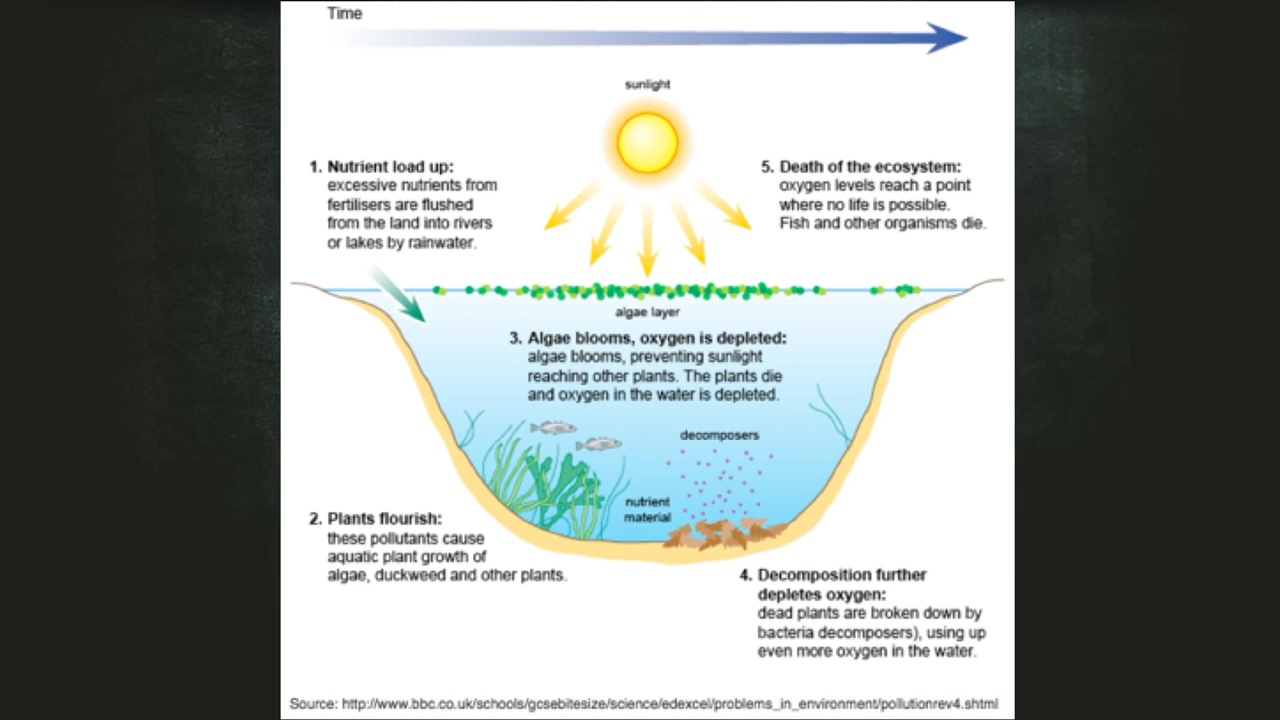 Time
sunlight
1. Nutrient load up:
excessive nutrients from
fertilisers are flushed
from the land into rivers
or lakes by rainwater.
5. Death of the ecosystem:
oxygen levels reach a point
where no life is possible.
Fish and other organisms die.
algae layer
3. Algae blooms, oxygen is depleted:
algae blooms, preventing sunlight
reaching other plants. The plants die
and oxygen in the water is depleted.
decomposers
nutrient
material
2. Plants flourish:
these pollutants cause
aquatic plant growth of
algae, duckweed and other plants.
4. Decomposition further
depletes oxygen:
dead plants are broken down by
bacteria decomposers), using up
even more oxygen in the water.
Source: http://www.bbc.co.uk/schools/gcsebitesize/science/edexcel/problems_in_environment/pollutionrev4.shtml